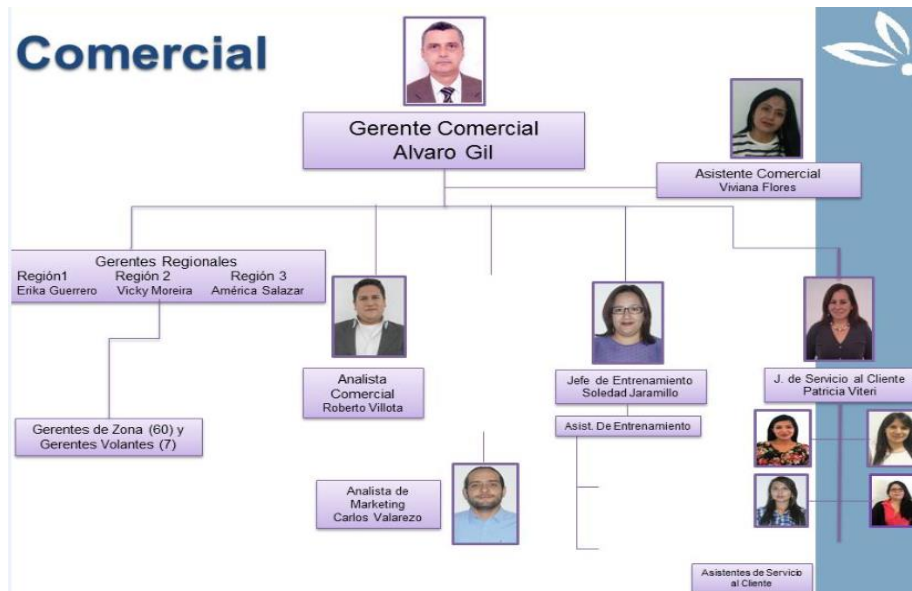 Comercial
Gerente Comercial
Alvaro Gil
Asistente Comercial
Viviana Flores
Gerentes Regionales
Región1 Región 2 Región 3
Erika Guerrero Vicky Moreira América Salazar
Analista
Comercial
Roberto Villota
Jefe de Entrenamiento
Soledad Jaramillo
J. de Servicio al Cliente
Patricia Viteri
Gerentes de Zona (60) y
Gerentes Volantes (7)
Asist. De Entrenamiento
Analista de
Marketing
Carlos Valarezo
Asistentes de Servicio
al Cliente